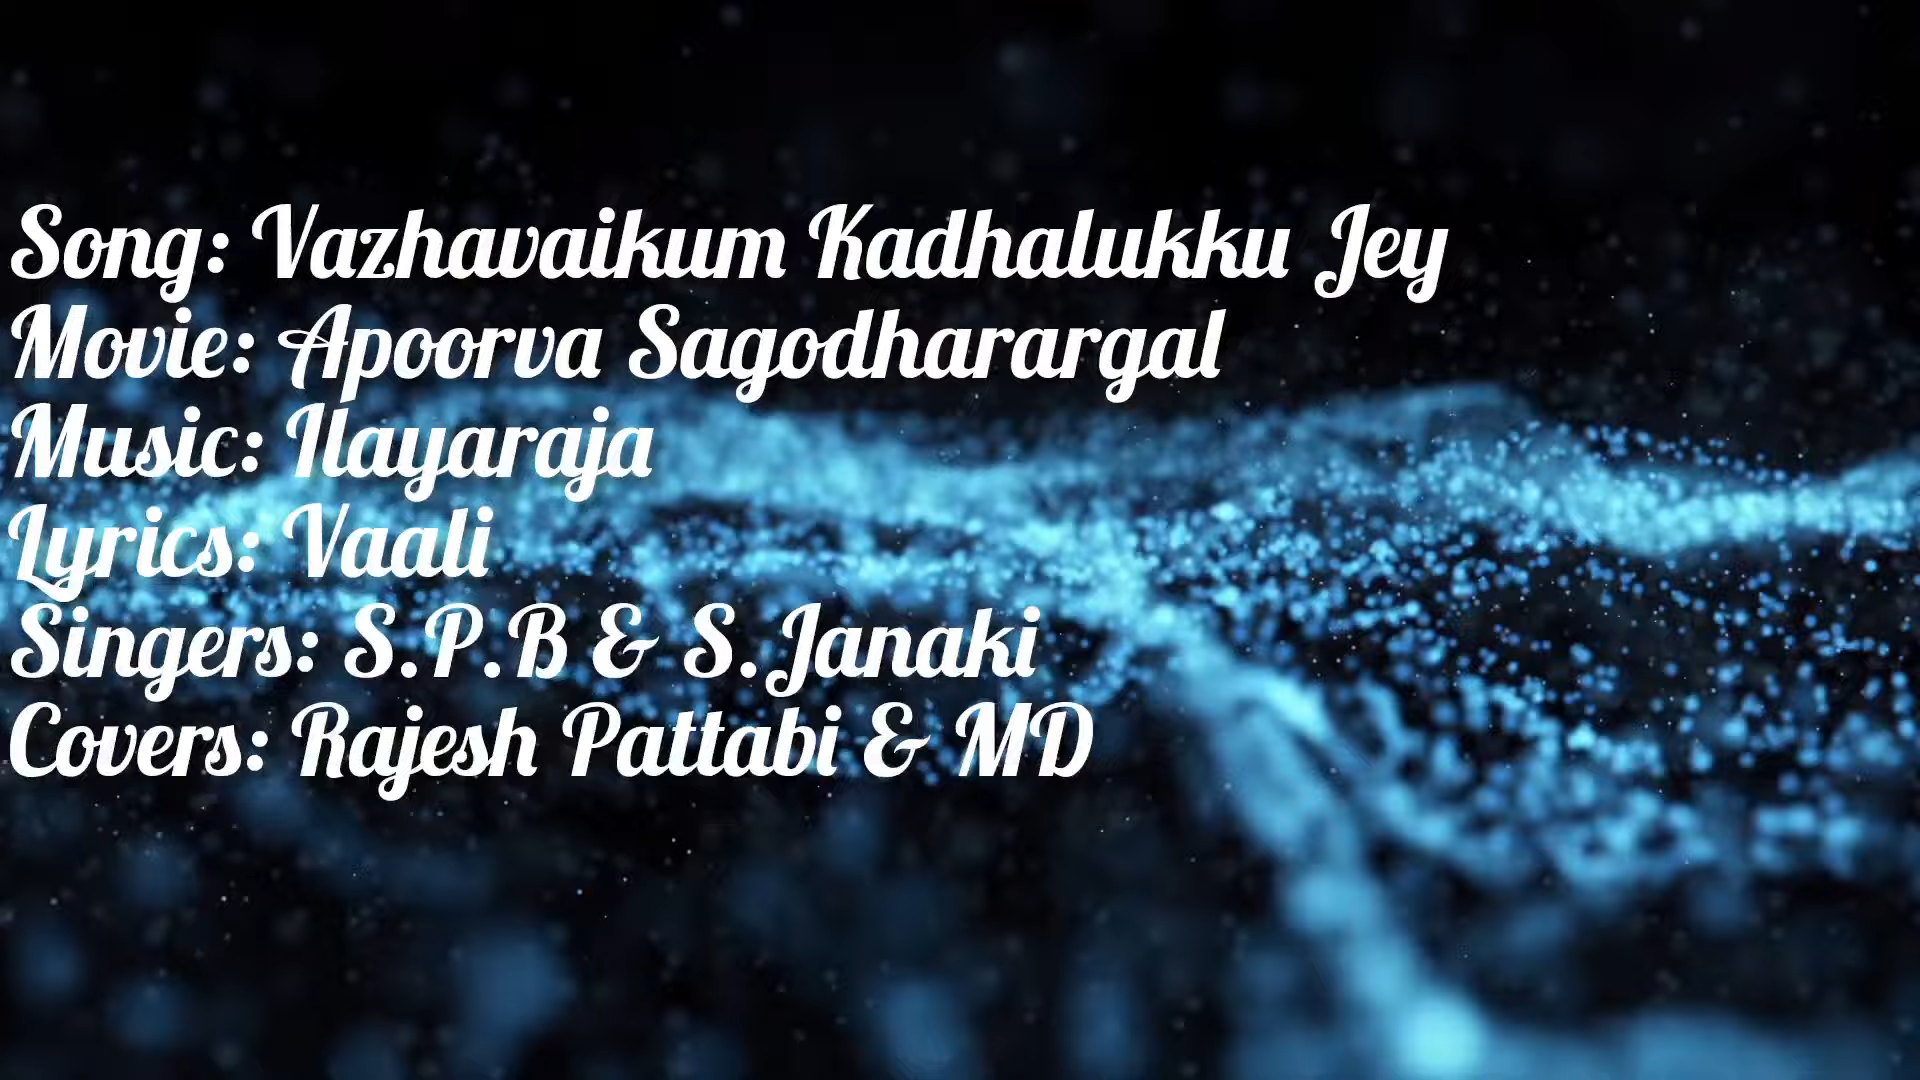 Song: Vazhavaikum Kadhalukku Jey
Movie: Apoorva Sagodharargal
Music: Ilayaraja
Lyrics: Vaali
Singers: S.P.B & S.Janaki
Covers: Rajesh Pattabi & MD